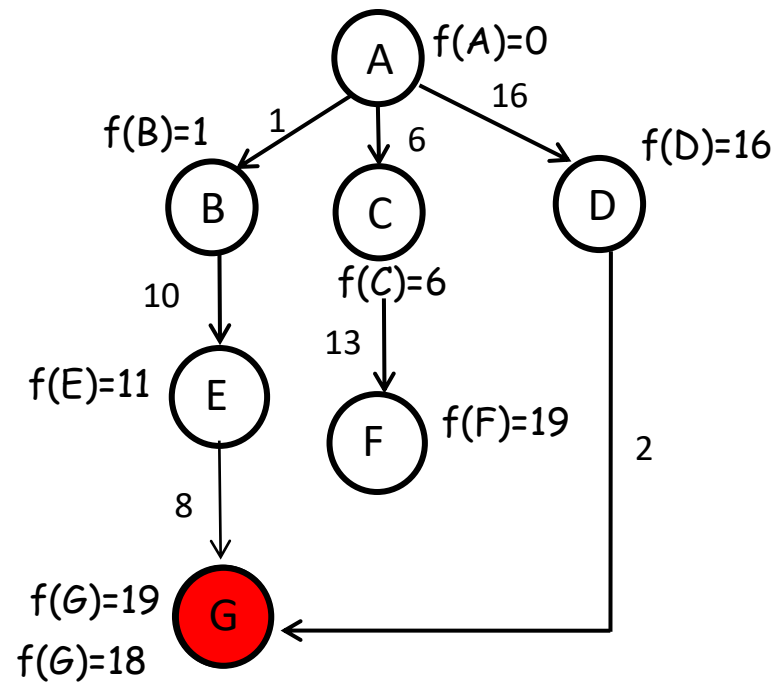 A
f(A)=0
1
6
16
f(B)=1
f(D)=16
B
C
D
f(C)=6
10
13
f(E)=11
E
F
f(F)=19
2
8
f(G)=19
G
f(G)=18